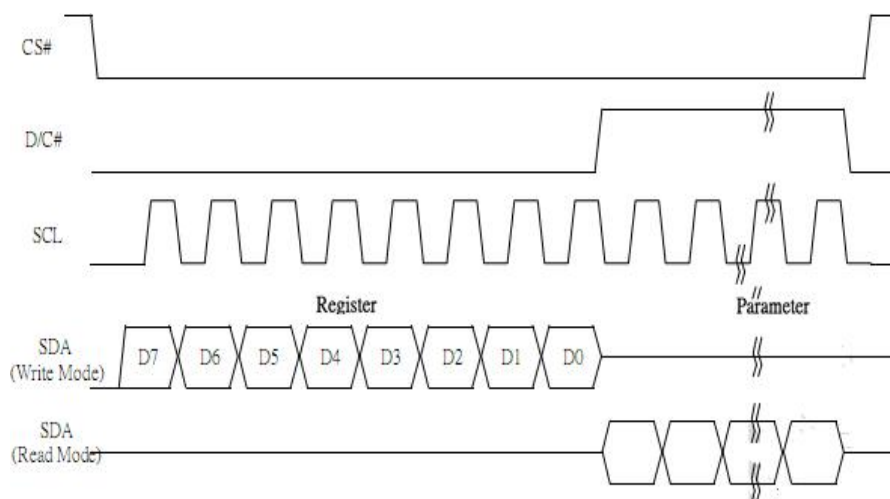 CS#
D/C#
SCL
Register Parameter
SDA
(Write Mode)
D7 D6 D5 D4 D3 D2 D1 D0
SDA
(Read Mode)